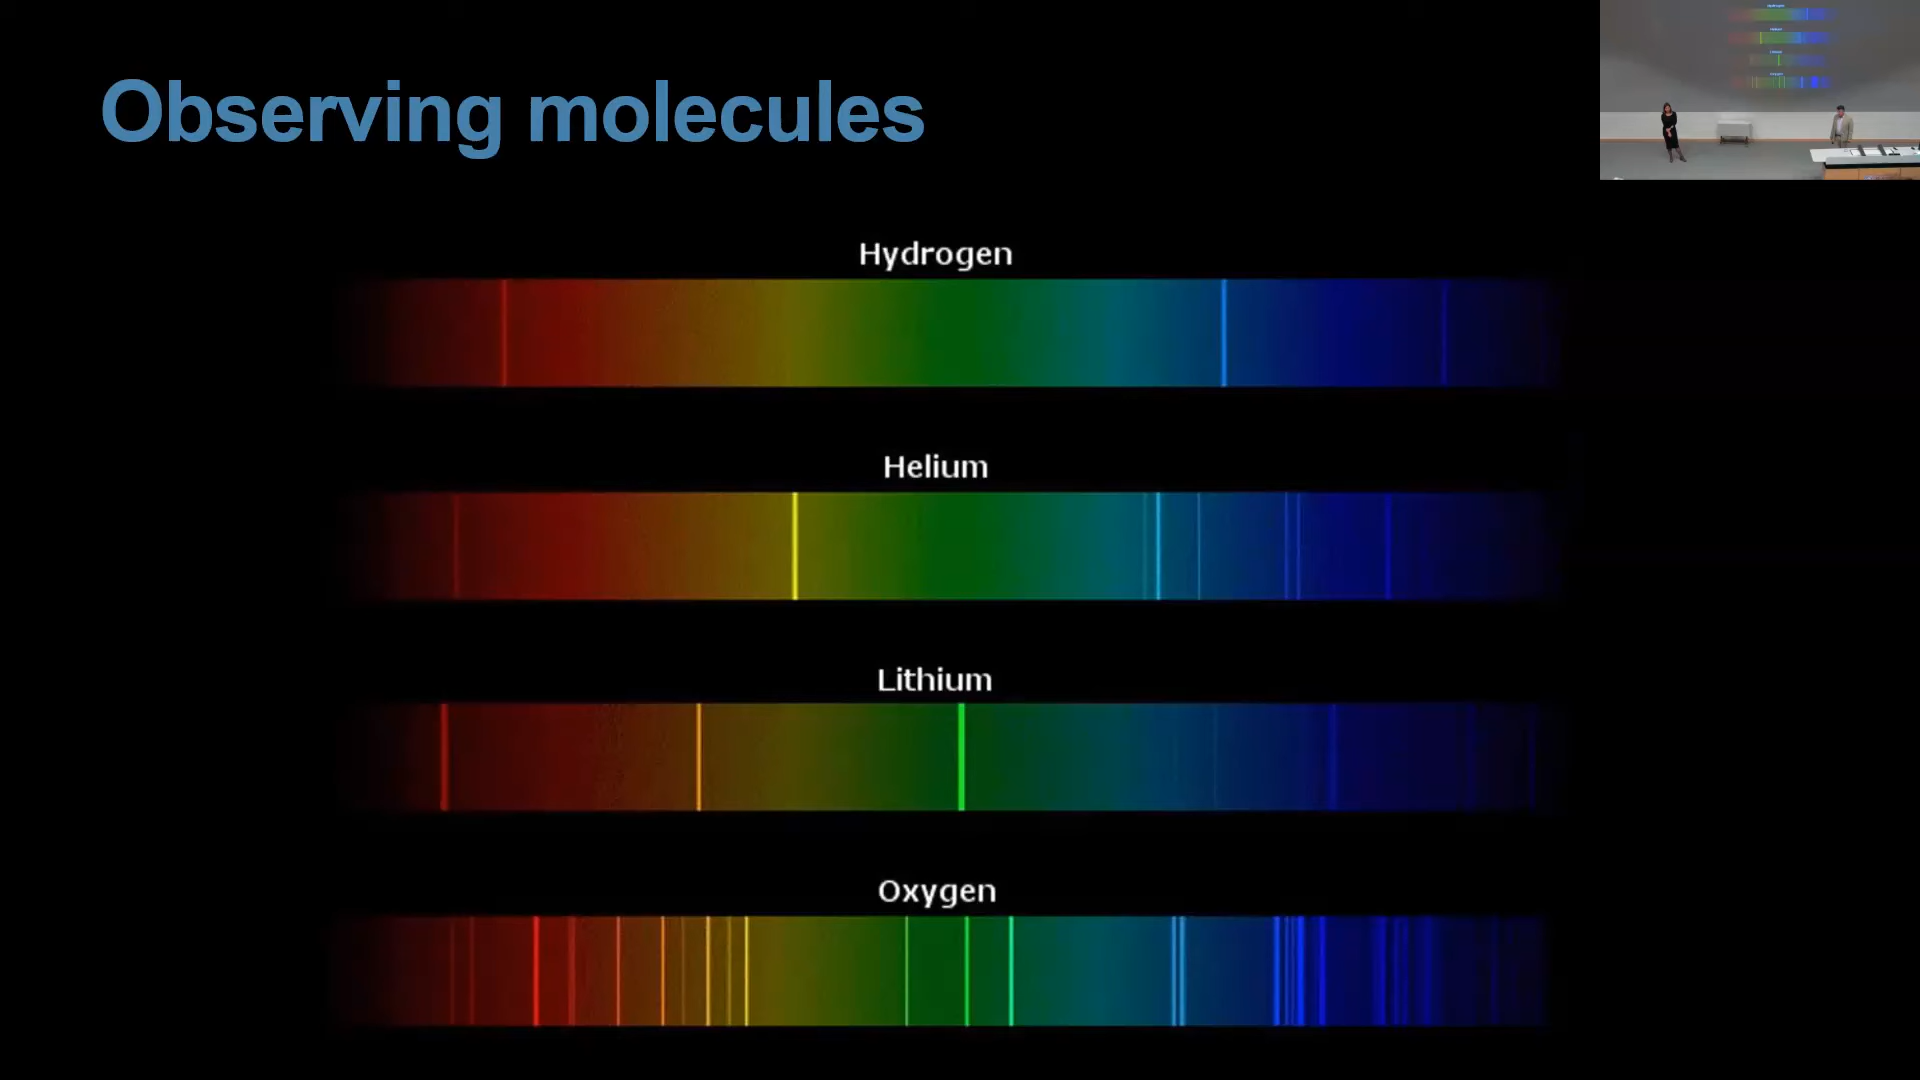 Observing molecules
Hydrogen
Helium
Lithium
Oxygen